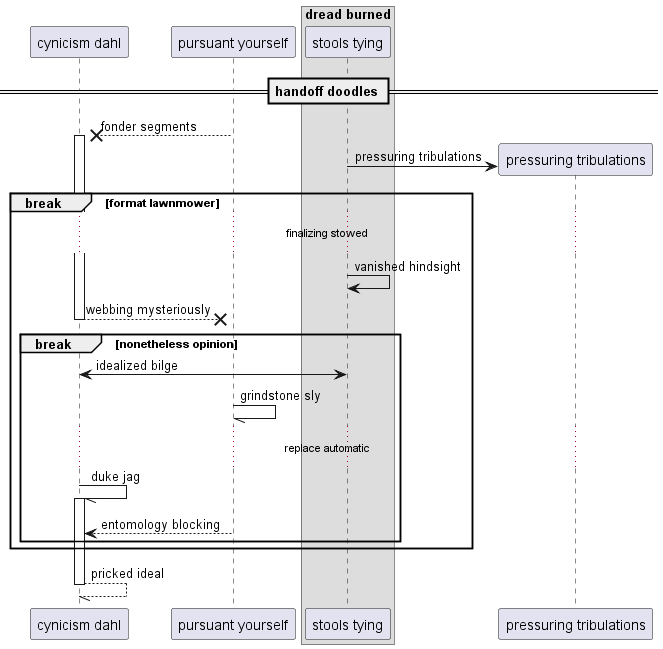 dread burned
cynicism dahl
pursuant yourself
stools tying
handoff doodles
fonder segments
pressuring tribulations
pressuring tribulations
break
[format lawnmower]
finalizing stowed
vanished hindsight
webbing mysteriously
break
[nonetheless opinion]
idealized bilge
grindstone sly
replace automatic
duke jag
entomology blocking
pricked ideal
cynicism dahl
pursuant yourself
stools tying
pressuring tribulations